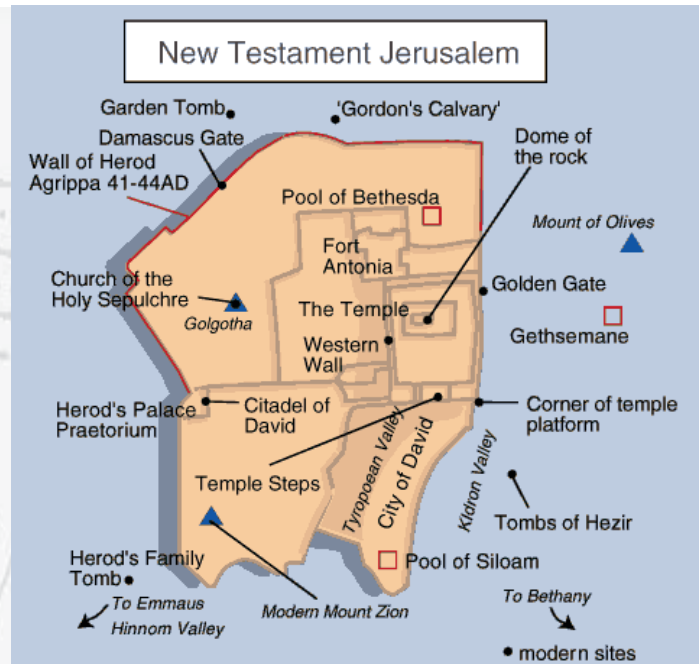 New Testament Jerusalem
Garden Tomb
'Gordon's Calvary'
Damascus Gate
Wall of Herod
Agrippa 41-44AD
Dome of
the rock
Pool of Bethesda
Mount of Olives
Fort
Antonia
Church of the
Holy Sepulchre
Golgotha
Golden Gate
The Temple
Gethsemane
Western
Wall
Herod's Palace
Praetorium
Citadel of
David
Corner of temple
platform
Tyropoean Valley
City of David
Kidron Valley
Temple Steps
Tombs of Hezir
Herod's Family
Tomb
Pool of Siloam
To Emmaus
Hinnom Valley
Modern Mount Zion
To Bethany
modern sites